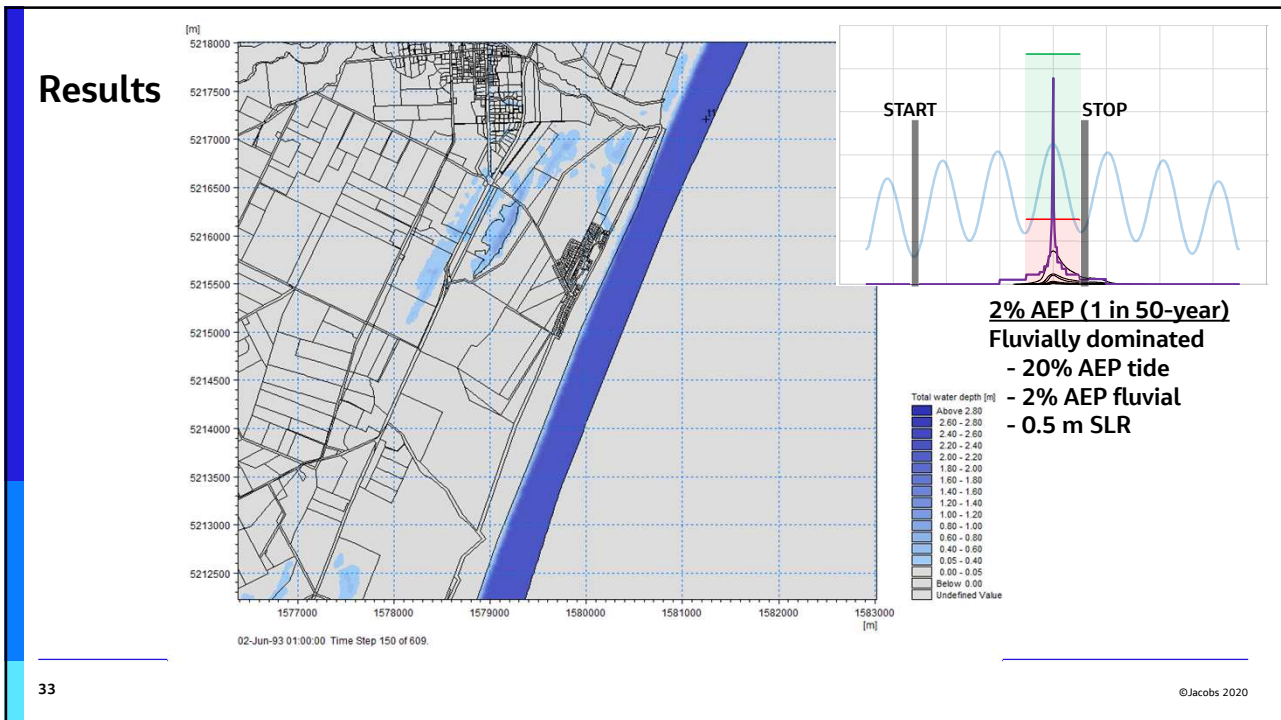 Results
[m]
5218000
5217500
5217000
5216500
5216000
5215500
5215000
5214500
5214000
5213500
5213000
5212500
1577000 1578000 1579000 1580000 1581000 1582000 1583000
[m]
02-Jun-93 01:00:00 Time Step 150 of 609.
START STOP
2% AEP (1 in 50-year)
Fluvially dominated
- 20% AEP tide
- 2% AEP fluvial
- 0.5 m SLR
Total water depth [m]
Above 2.80
2.60 - 2.80
2.40 - 2.60
2.20 - 2.40
2.00 - 2.20
1.80 - 2.00
1.60 - 1.80
1.40 - 1.60
1.20 - 1.40
1.00 - 1.20
0.80 - 1.00
0.60 - 0.80
0.40 - 0.60
0.05 - 0.40
0.00 - 0.05
Below 0.00
Undefined Value
33
©Jacobs 2020